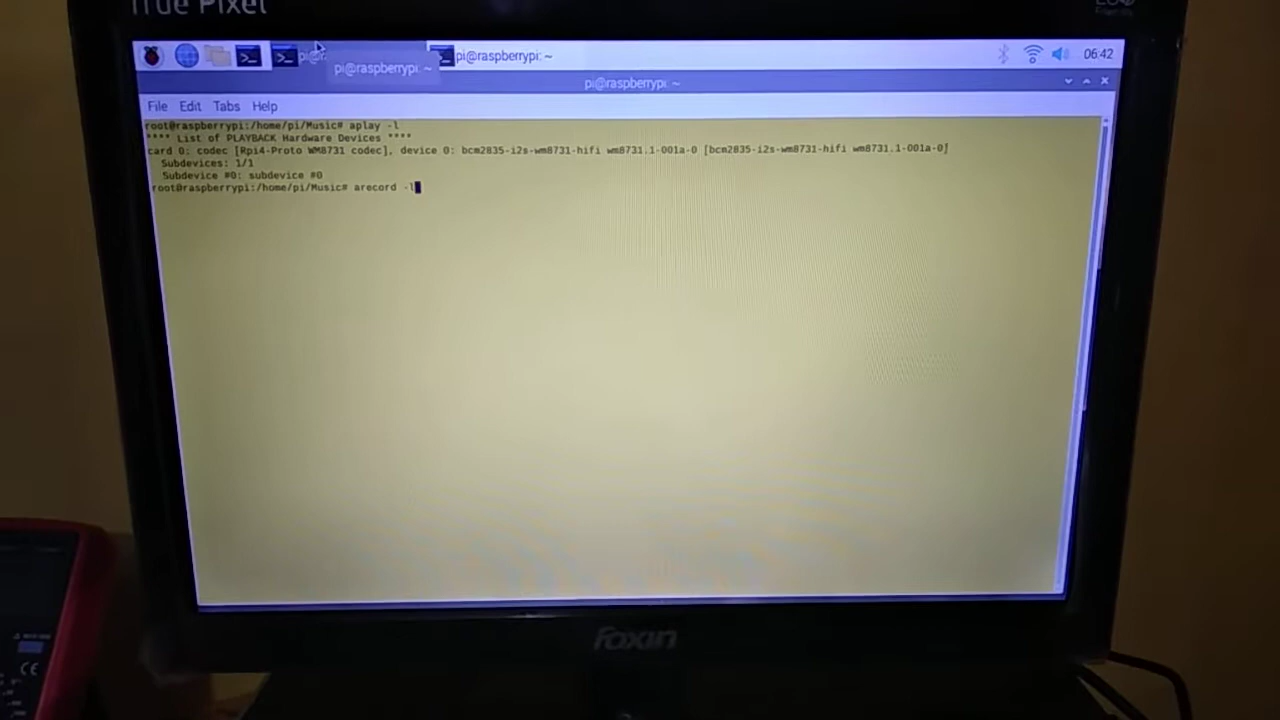 True Pixel
pi@raspberrypi: ~
06:42
pi@raspberrypi: ~
pi@raspberrypi: ~
File Edit Tabs Help
root@raspberrypi:/home/pi/Music# aplay -l
**** List of PLAYBACK Hardware Devices ****
card 0: codec [Rpi4-Proto WM8731 codec], device 0: bcm2835-i2s-wm8731-hifi wm8731.1-001a-0 [bcm2835-i2s-wm8731-hifi wm8731.1-001a-0]
Subdevices: 1/1
Subdevice #0: subdevice #0
root@raspberrypi:/home/pi/Music# arecord -l
foxin
CE